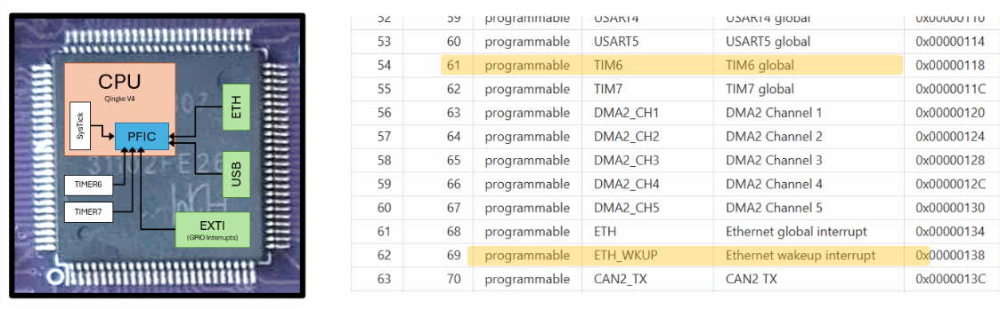 CPU
Qingke V4
SysTick
PFIC
ETH
USB
TIMER6
TIMER7
EXTI
(GPIO Interrupts)
52 59 programmable USART4 USART4 global 0x00000110
53 60 programmable USART5 USART5 global 0x00000114
54 61 programmable TIM6 TIM6 global 0x00000118
55 62 programmable TIM7 TIM7 global 0x0000011C
56 63 programmable DMA2_CH1 DMA2 Channel 1 0x00000120
57 64 programmable DMA2_CH2 DMA2 Channel 2 0x00000124
58 65 programmable DMA2_CH3 DMA2 Channel 3 0x00000128
59 66 programmable DMA2_CH4 DMA2 Channel 4 0x0000012C
60 67 programmable DMA2_CH5 DMA2 Channel 5 0x00000130
61 68 programmable ETH Ethernet global interrupt 0x00000134
62 69 programmable ETH_WKUP Ethernet wakeup interrupt 0x00000138
63 70 programmable CAN2_TX CAN2 TX 0x0000013C